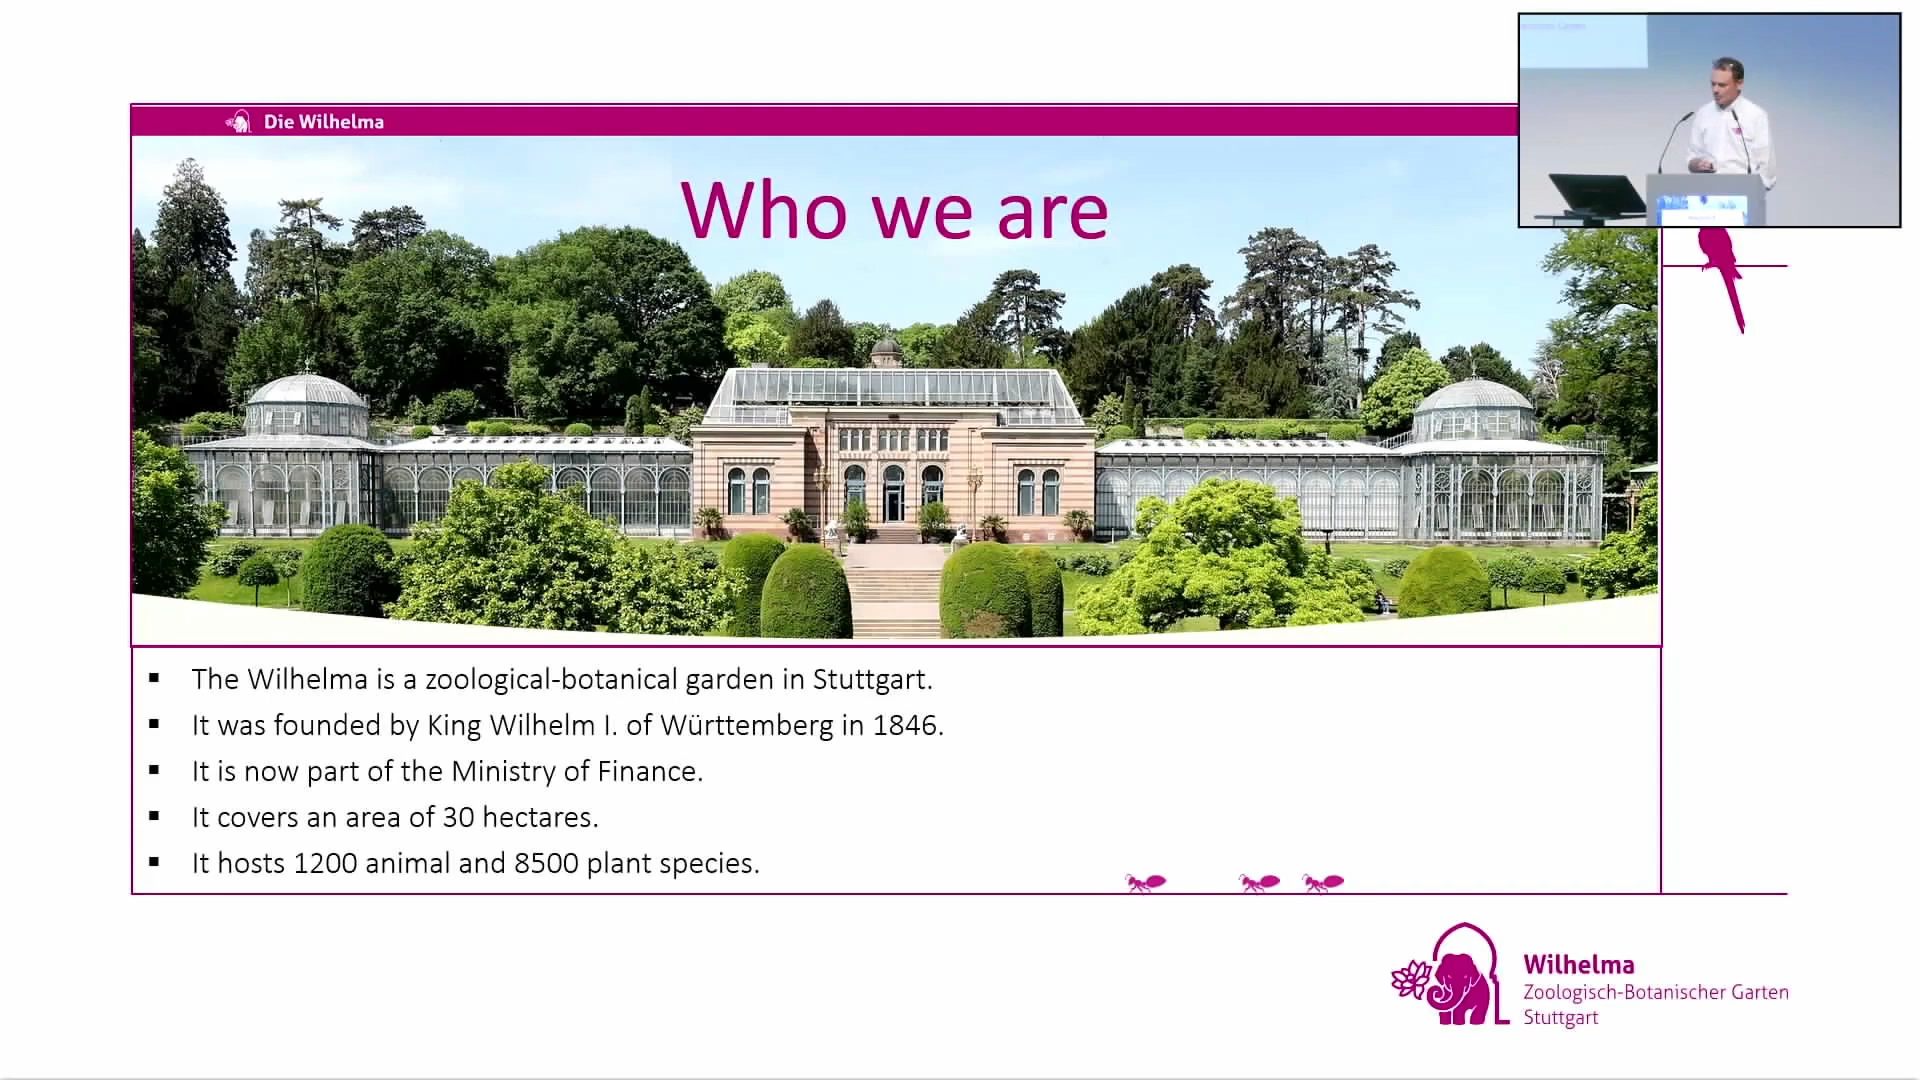 Die Wilhelma
Who we are
The Wilhelma is a zoological-botanical garden in Stuttgart.
It was founded by King Wilhelm I. of Württemberg in 1846.
It is now part of the Ministry of Finance.
It covers an area of 30 hectares.
It hosts 1200 animal and 8500 plant species.
Wilhelma
Zoologisch-Botanischer Garten
Stuttgart